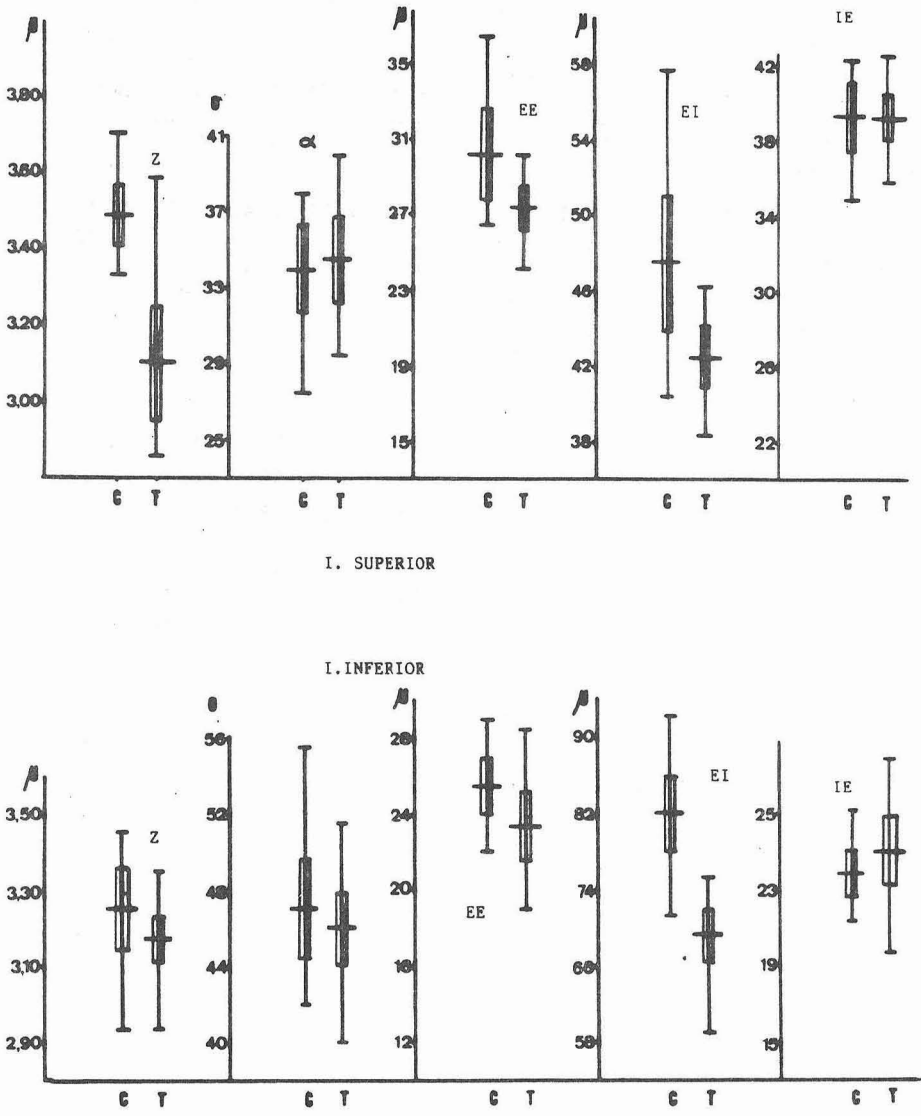 μ
3,80
3,60
3,40
3,20
3,00
Z
σ
41
37
33
29
25
α
μ
35
31
27
23
19
15
EE
μ
58
54
50
46
42
38
EI
IE
42
38
34
30
26
22
C T C T C T C T C T
I. SUPERIOR
I.INFERIOR
μ
3,50
3,30
3,10
2,90
Z
56
52
48
44
40
μ
28
24
20
16
12
EE
μ
90
82
74
66
58
EI
IE
25
23
19
15
C T C T C T C T C T